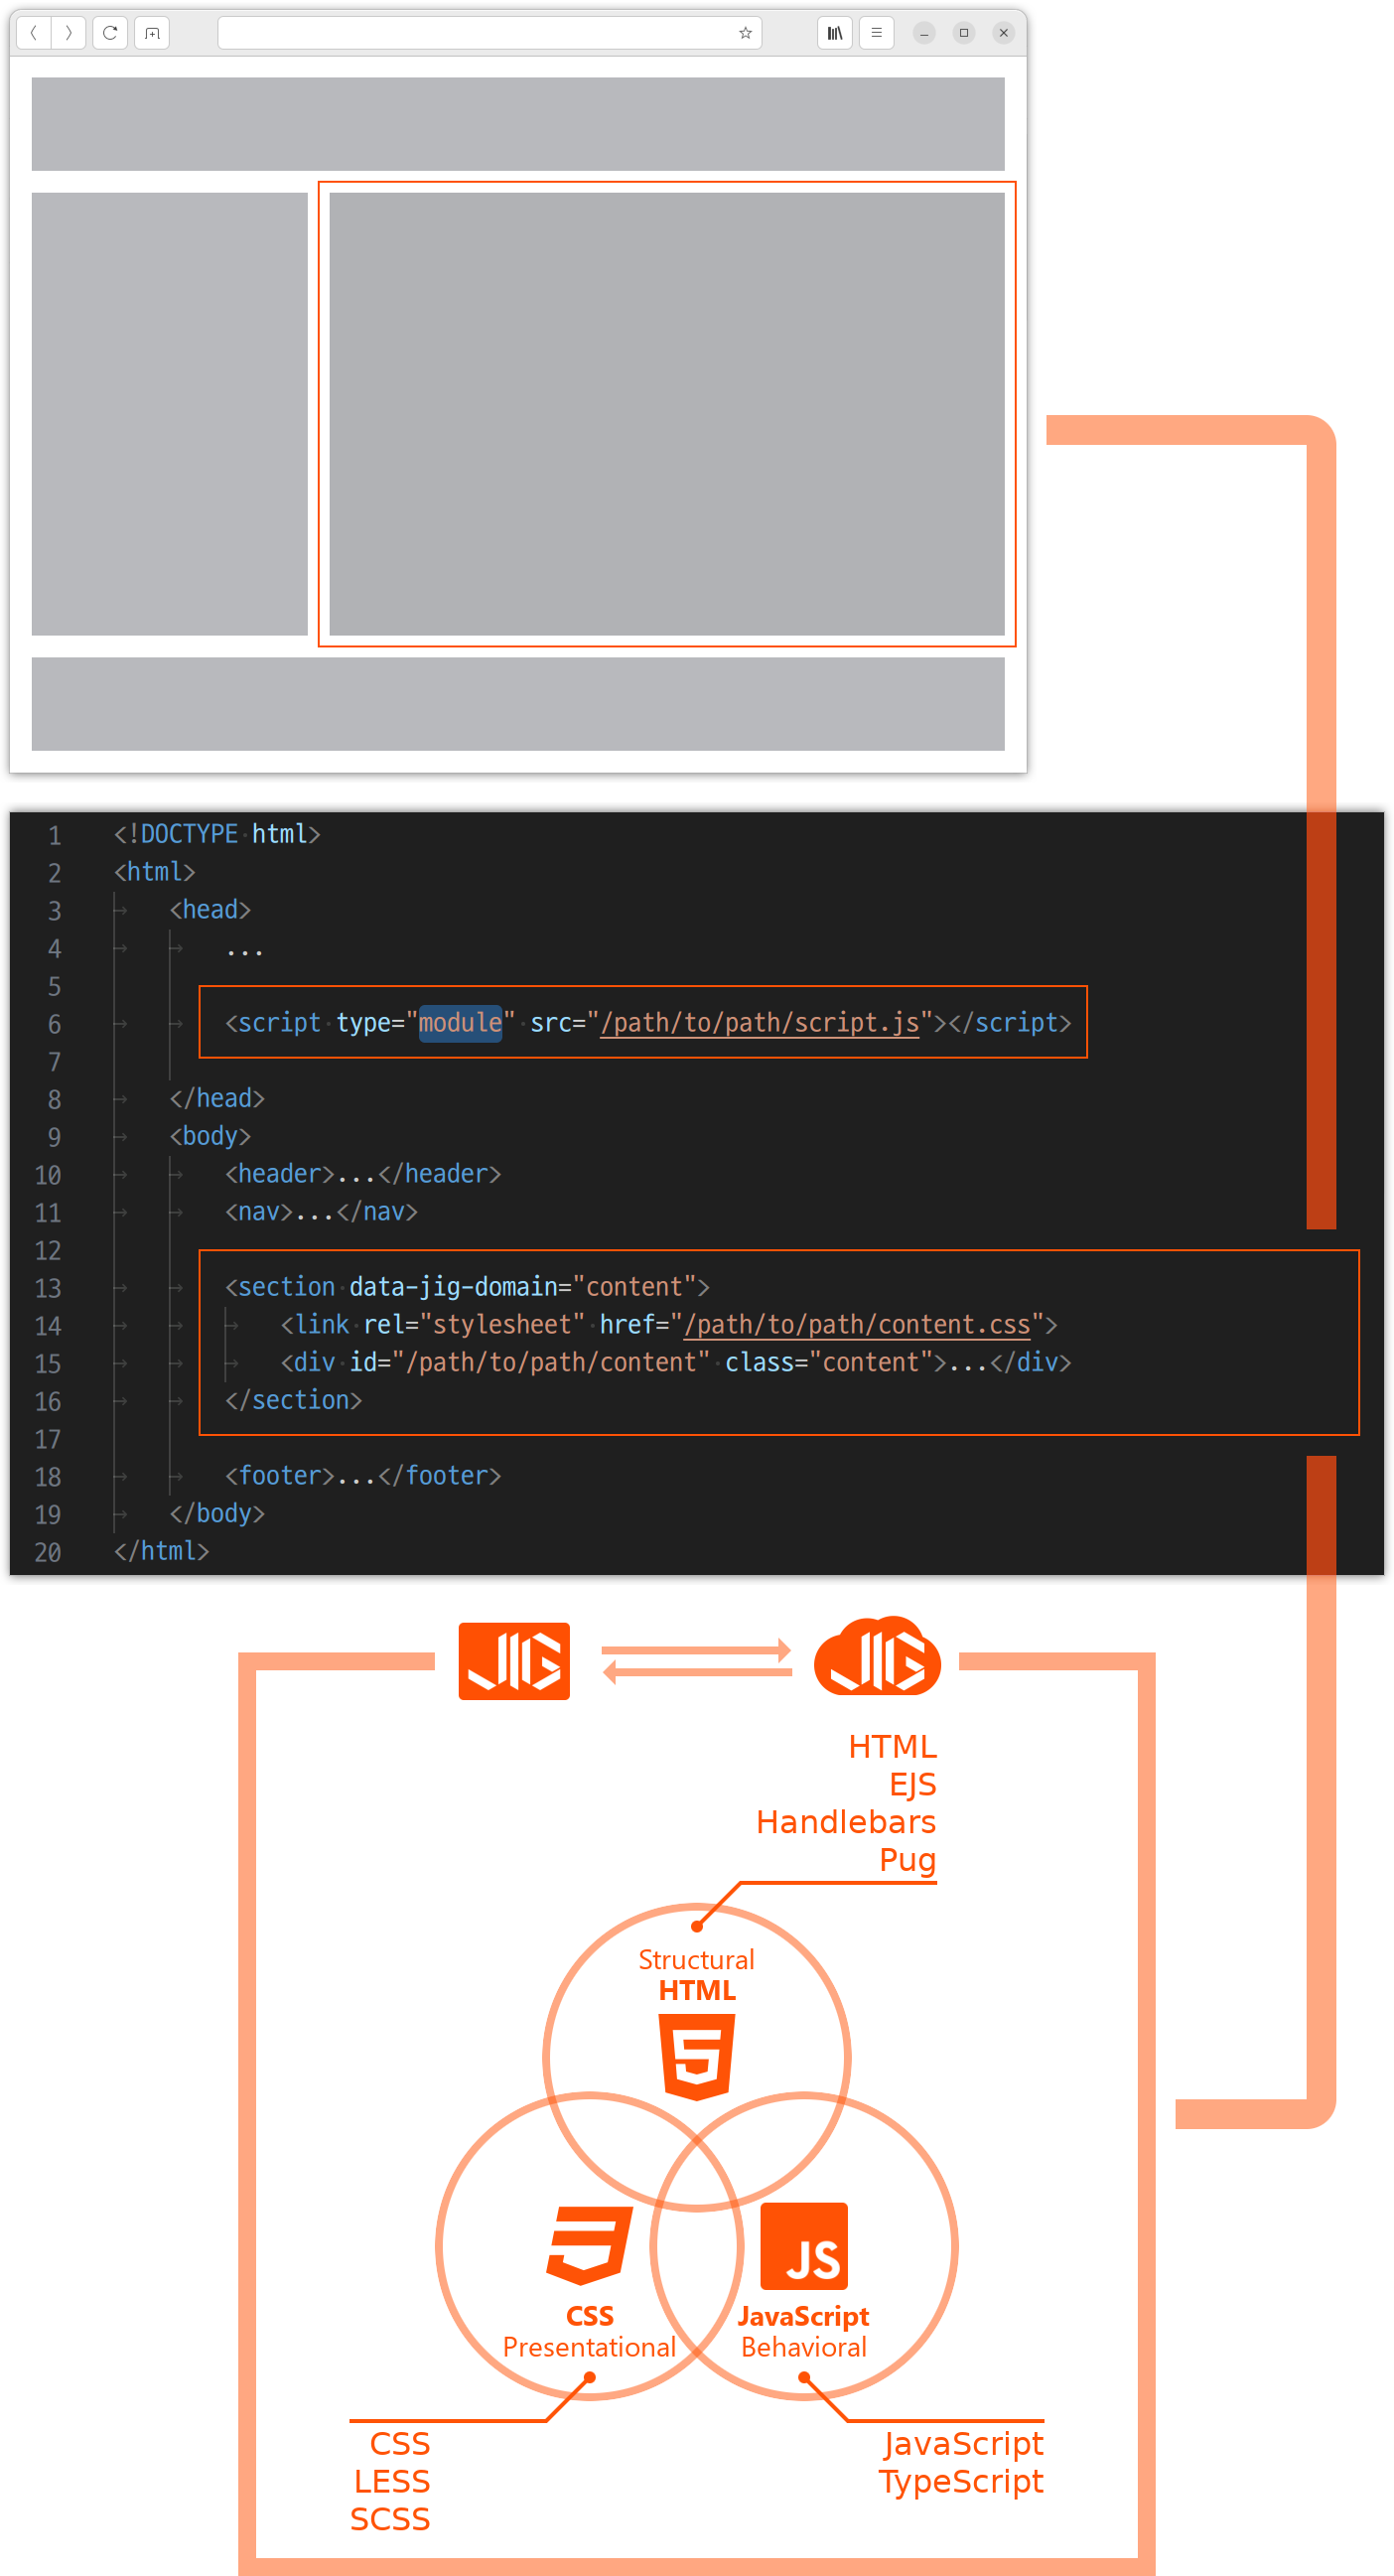 1 <!DOCTYPE html>
2 <html>
3 <head>
4 ...
5
6 <script type="module" src="/path/to/path/script.js"></script>
7
8 </head>
9 <body>
10 <header>...</header>
11 <nav>...</nav>
12
13 <section data-jig-domain="content">
14 <link rel="stylesheet" href="/path/to/path/content.css">
15 <div id="/path/to/path/content" class="content">...</div>
16 </section>
17
18 <footer>...</footer>
19 </body>
20 </html>
JIG
JIG
HTML
EJS
Handlebars
Pug
Structural
HTML
5
JS
CSS
Presentational
JavaScript
Behavioral
CSS
LESS
SCSS
JavaScript
TypeScript